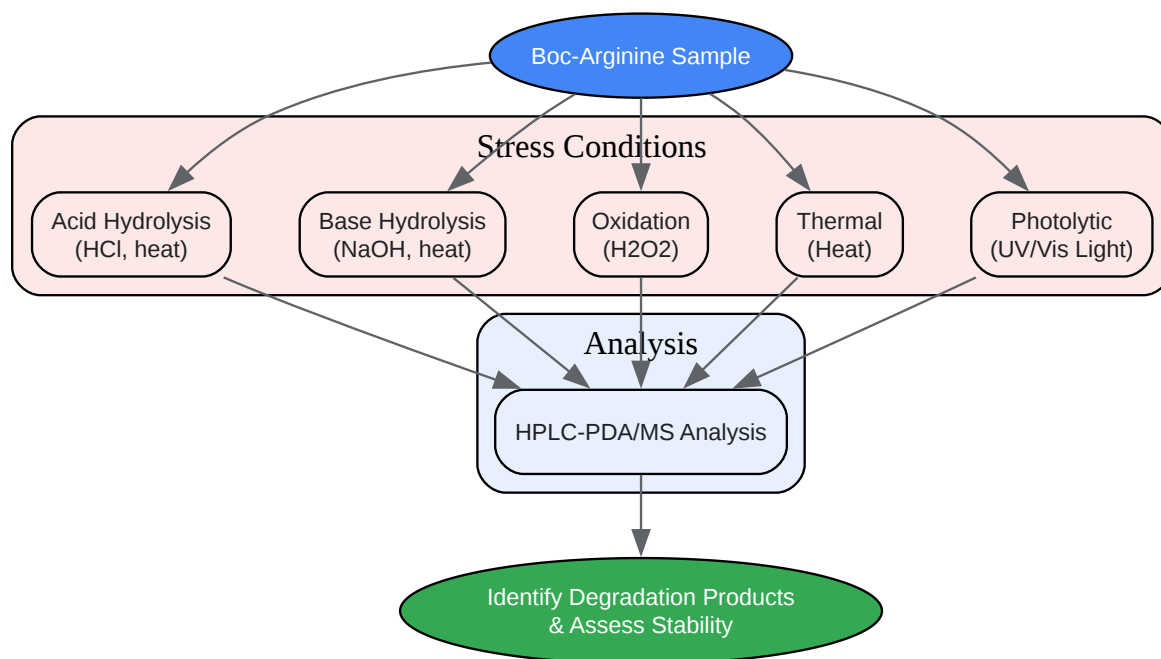 Boc-Arginine Sample
Stress Conditions
Acid Hydrolysis
(HCl, heat)
Base Hydrolysis
(NaOH, heat)
Oxidation
(H2O2)
Thermal
(Heat)
Photolytic
(UV/Vis Light)
Analysis
HPLC-PDA/MS Analysis
Identify Degradation Products
& Assess Stability